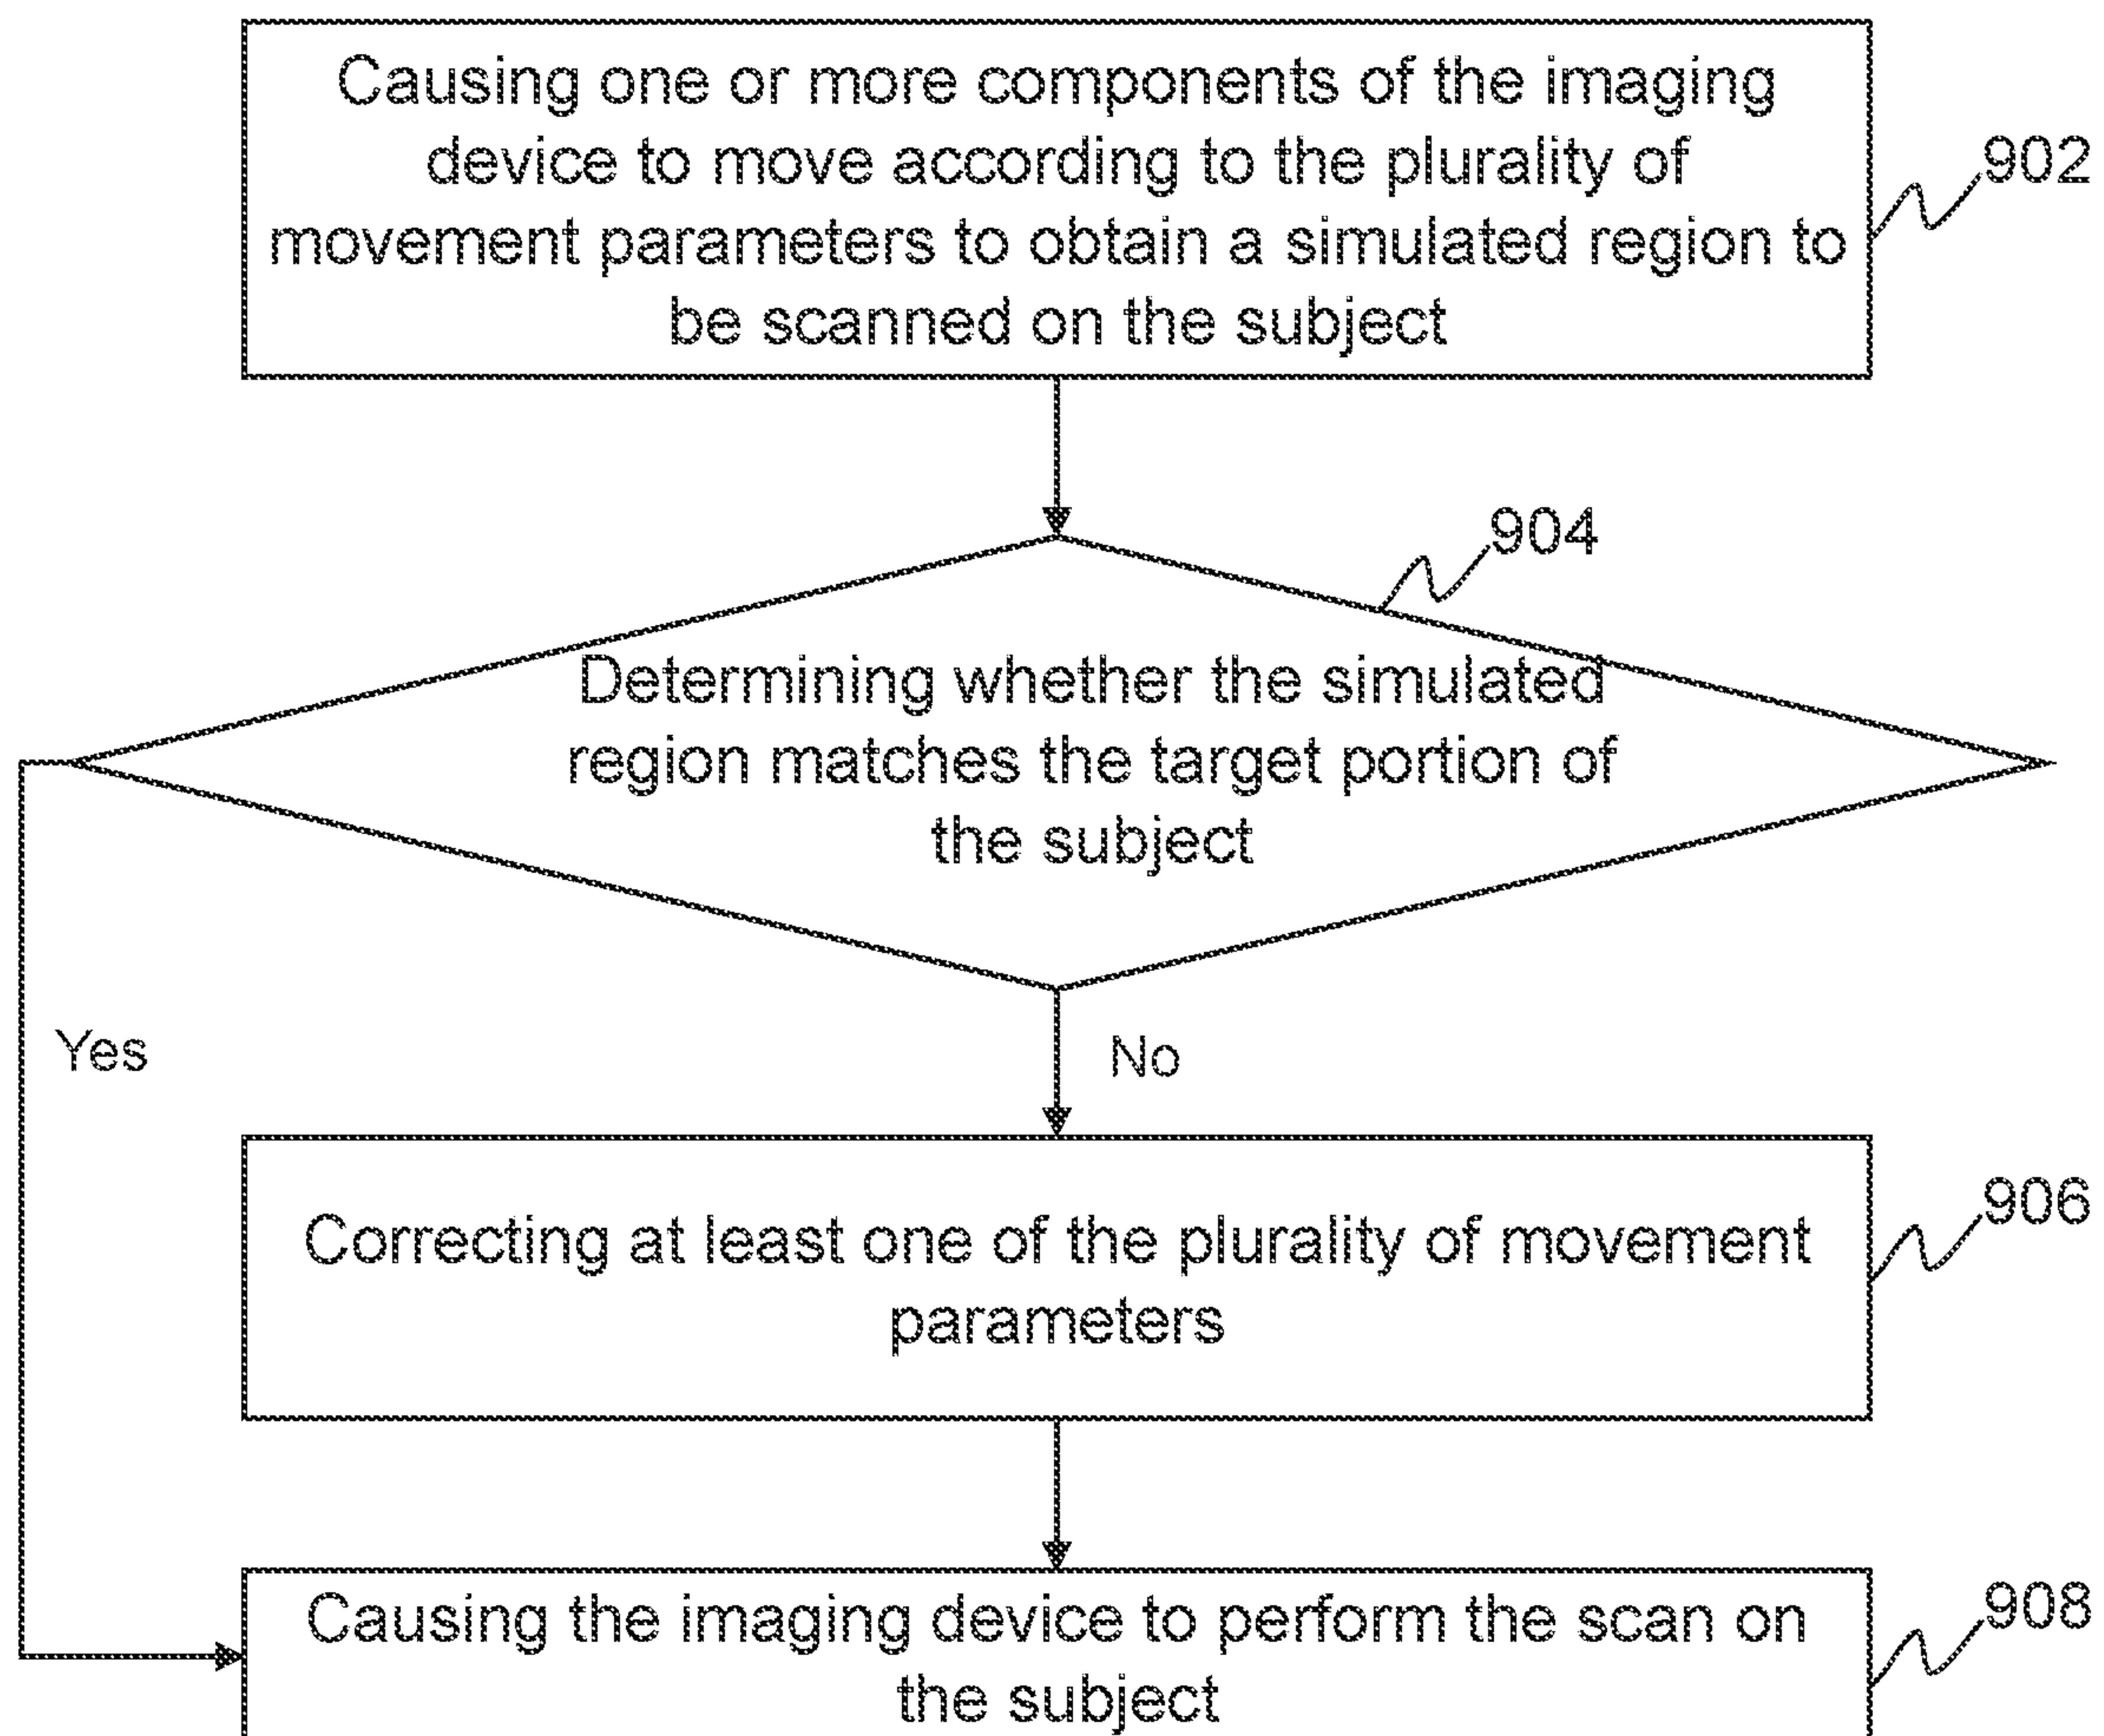 Causing one or more components of the imaging
device to move according to the plurality of
movement parameters to obtain a simulated region to
be scanned on the subject
902
904
Determining whether the simulated
region matches the target portion of
the subject
Yes
No
Correcting at least one of the plurality of movement
parameters
906
Causing the imaging device to perform the scan on
the subject
908